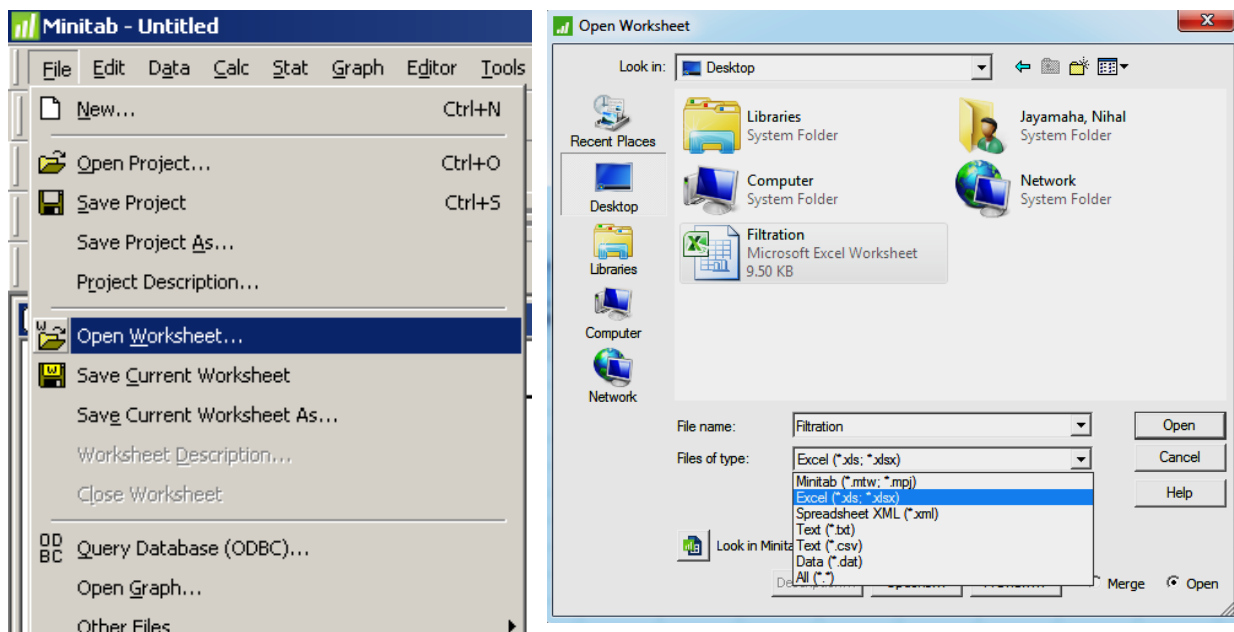 Minitab - Untitled
File Edit Data Calc Stat Graph Editor Tools
New... Ctrl+N
Open Project... Ctrl+O
Save Project Ctrl+S
Save Project As...
Project Description...
Open Worksheet...
Save Current Worksheet
Save Current Worksheet As...
Worksheet Description...
Close Worksheet
Query Database (ODBC)...
Open Graph...
Other Files
Open Worksheet
Look in: Desktop
Recent Places
Desktop
Libraries
Computer
Network
Libraries
System Folder
Jayamaha, Nihal
System Folder
Computer
System Folder
Network
System Folder
Filtration
Microsoft Excel Worksheet
9.50 KB
File name: Filtration Open
Files of type: Excel (*.xls; *.xlsx) Cancel
Minitab (*.mtw; *.mpj)
Excel (*.xls; *.xlsx)
Help
Spreadsheet XML (*.xml)
Text (*.txt)
Look in Minita Text (*.csv)
Data (*.dat)
All (*.*)
Merge Open